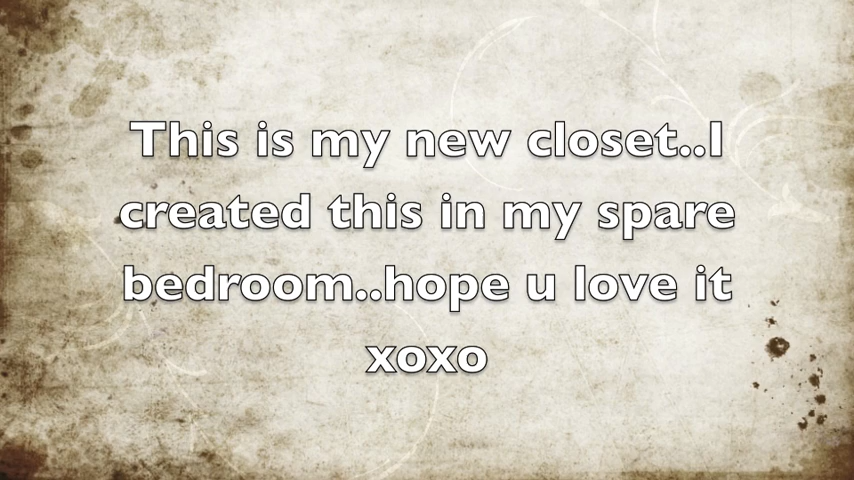 This is my new closet..I
created this in my spare
bedroom..hope u love it
xoxo